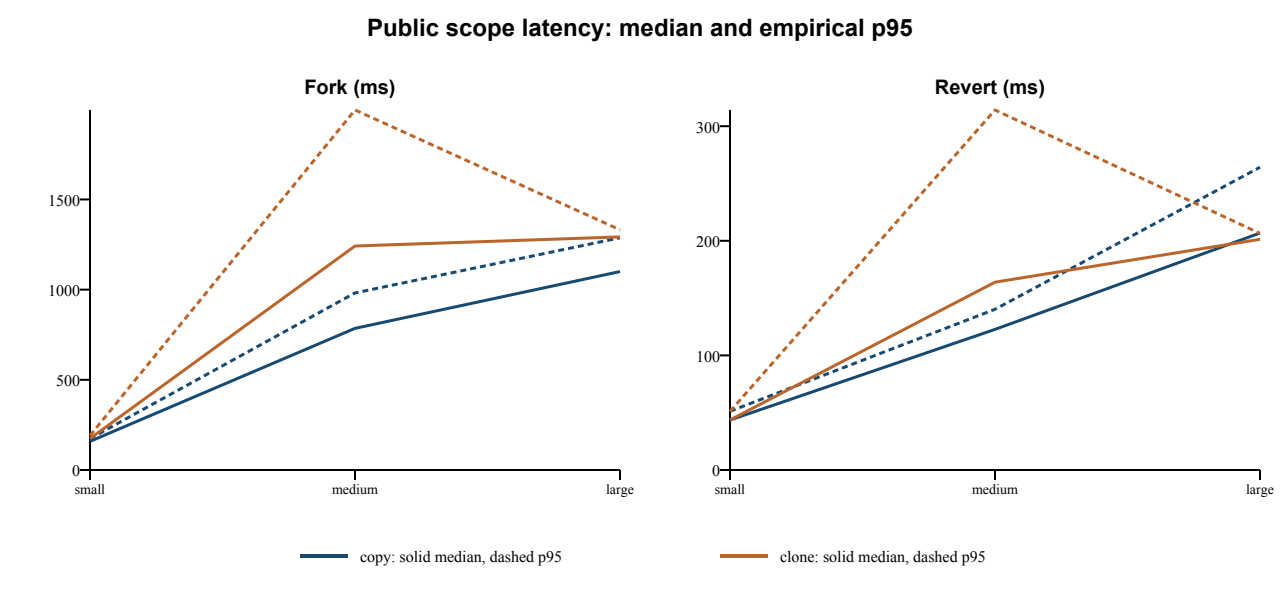 Public scope latency: median and empirical p95
Fork (ms)
1500
1000
500
0
small
medium
large
Revert (ms)
300
200
100
0
small
medium
large
copy: solid median, dashed p95
clone: solid median, dashed p95